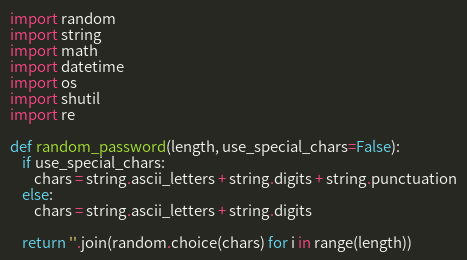 import random
import string
import math
import datetime
import os
import shutil
import re

def random_password(length, use_special_chars=False):
    if use_special_chars:
        chars = string.ascii_letters + string.digits + string.punctuation
    else:
        chars = string.ascii_letters + string.digits

    return ''.join(random.choice(chars) for i in range(length))